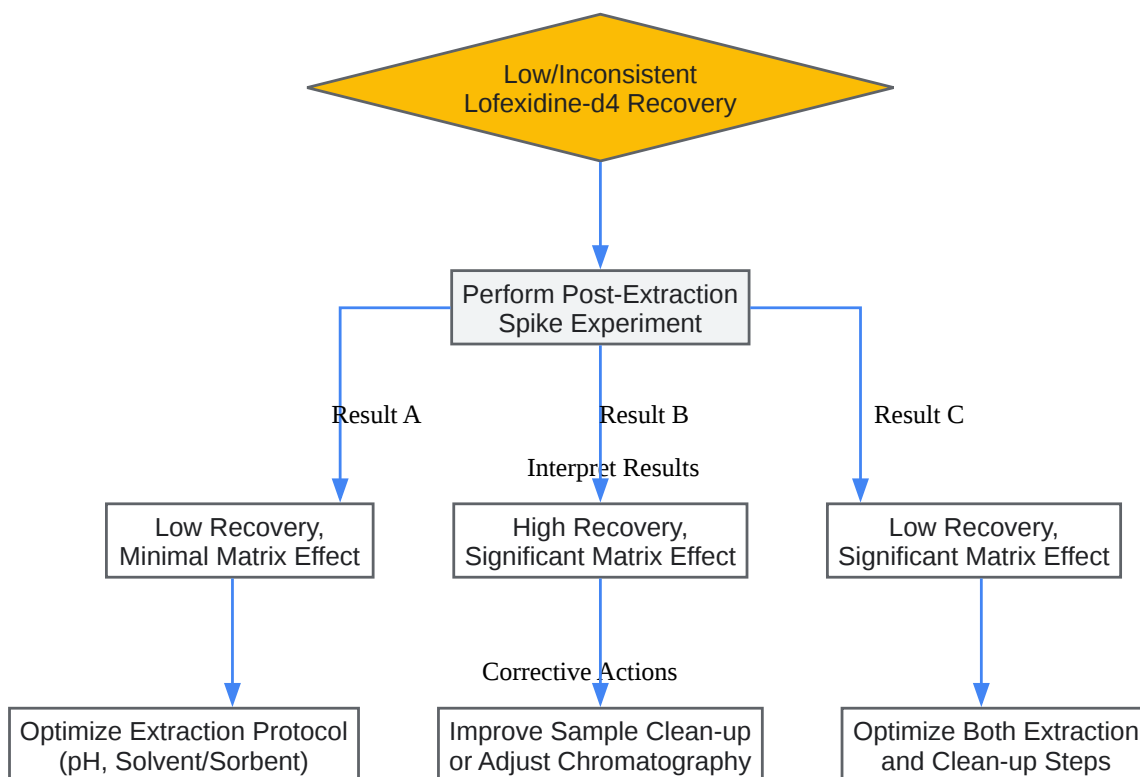 Low/Inconsistent
Lofexidine-d4 Recovery
Perform Post-Extraction
Spike Experiment
Result A
Result B
Result C
Interpret Results
Low Recovery,
Minimal Matrix Effect
High Recovery,
Significant Matrix Effect
Low Recovery,
Significant Matrix Effect
Corrective Actions
Optimize Extraction Protocol
(pH, Solvent/Sorbent)
Improve Sample Clean-up
or Adjust Chromatography
Optimize Both Extraction
and Clean-up Steps